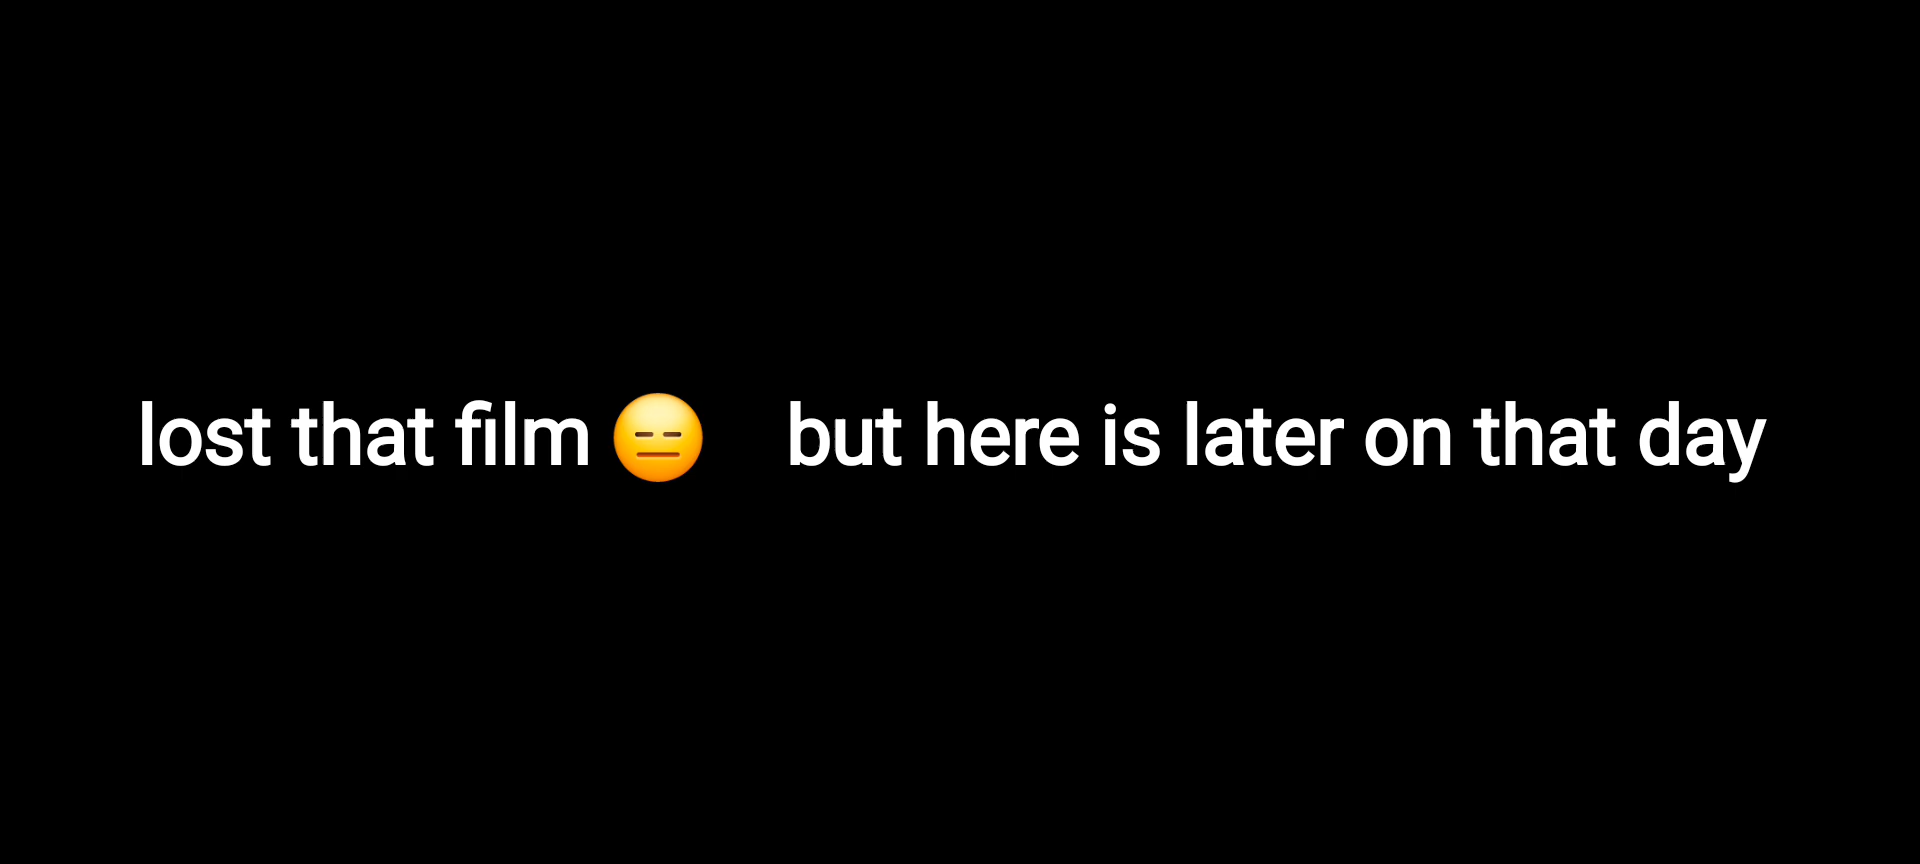 lost that film 😑 but here is later on that day